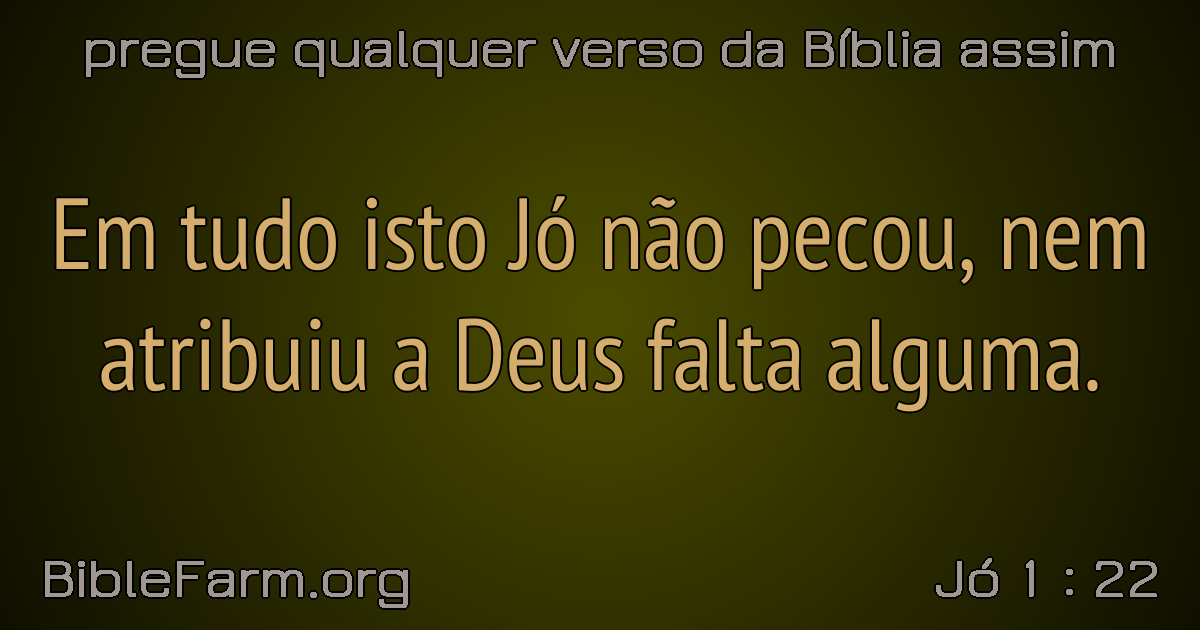 pregue qualquer verso da Bíblia assim
Em tudo isto Jó não pecou, nem
atribuiu a Deus falta alguma.
BibleFarm.org
Jó 1 : 22